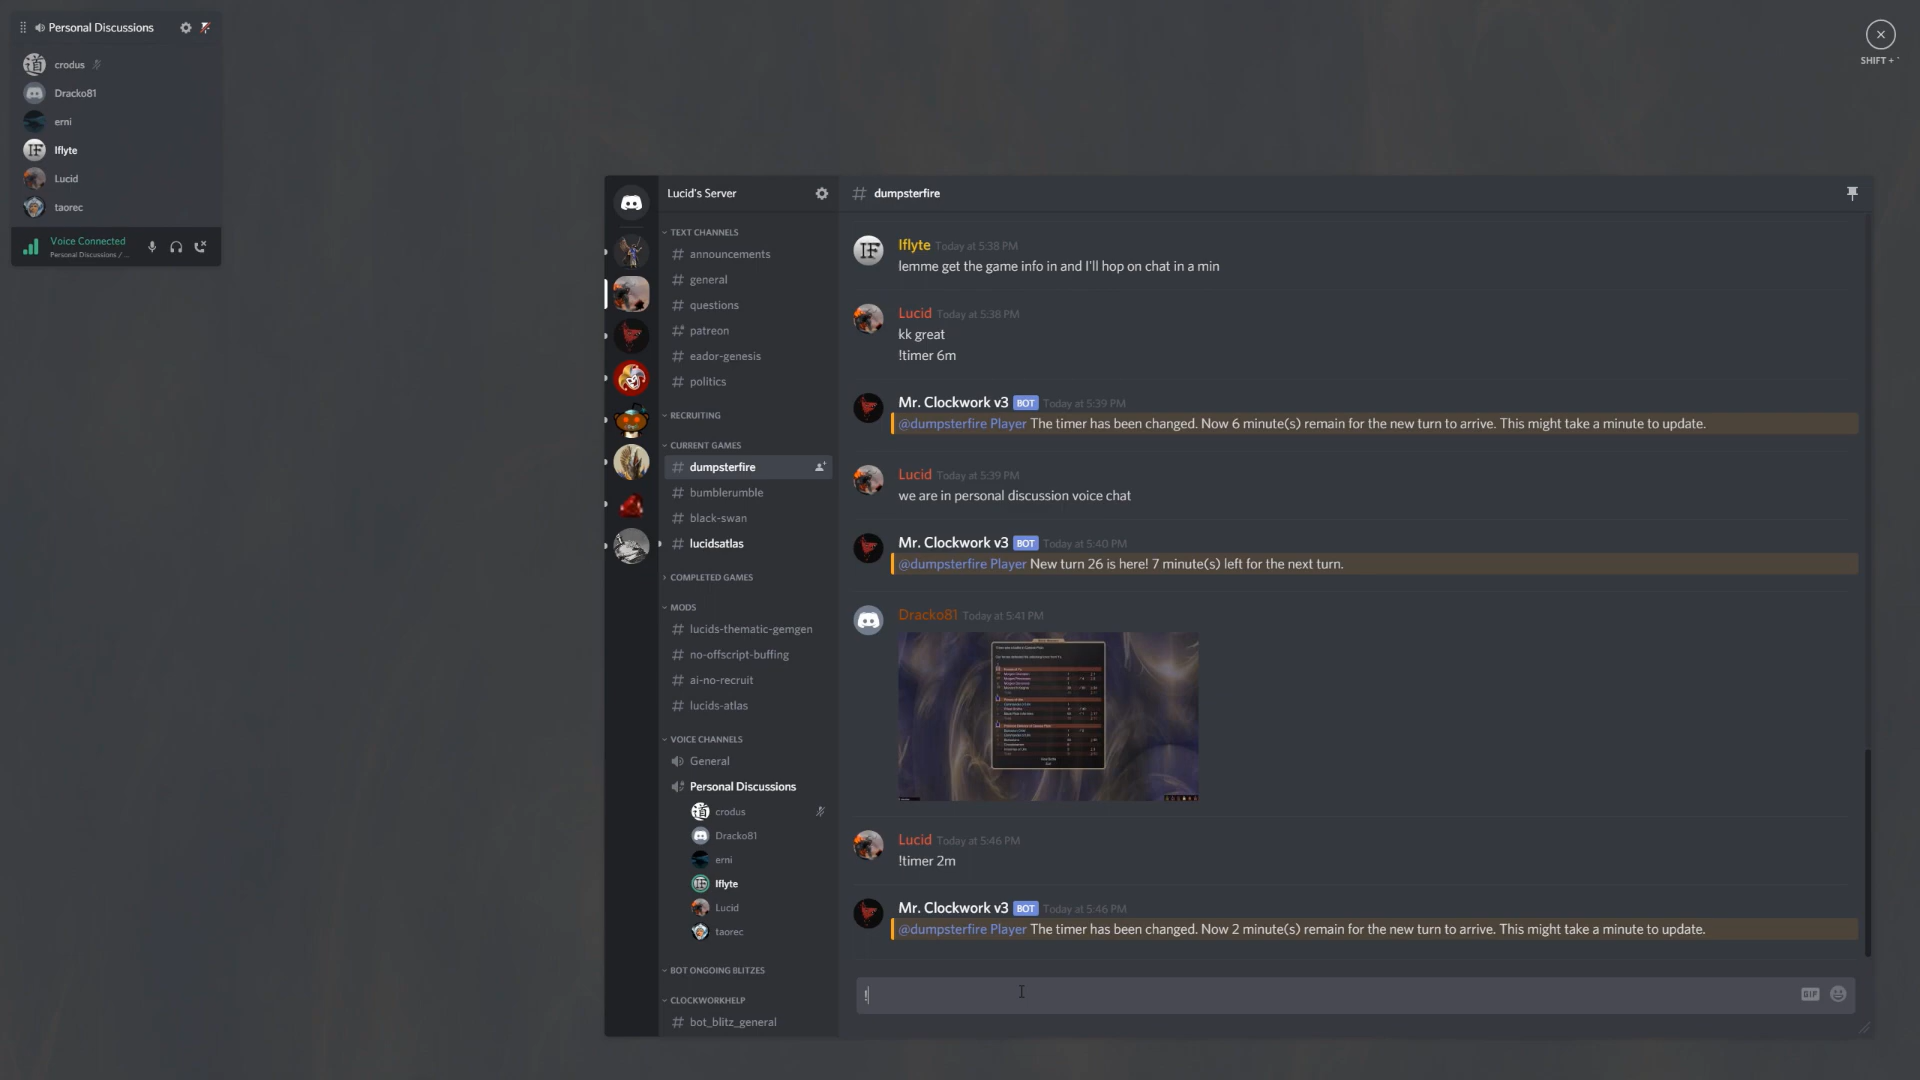 Personal Discussions
crodus
Dracko81
erni
Iflyte
Lucid
taorec
Voice Connected
Personal Discussions / ...
SHIFT + `
Lucid's Server
TEXT CHANNELS
# announcements
# general
# questions
# patreon
# eador-genesis
# politics
RECRUITING
CURRENT GAMES
# dumpsterfire
# bumblerumble
# black-swan
# lucidsatlas
COMPLETED GAMES
MODS
# lucids-thematic-gemgen
# no-offscript-buffing
# ai-no-recruit
# lucids-atlas
VOICE CHANNELS
General
Personal Discussions
crodus
Dracko81
erni
Iflyte
Lucid
taorec
BOT ONGOING BLITZES
CLOCKWORKHELP
# bot_blitz_general
# dumpsterfire
Iflyte Today at 5:38 PM
lemme get the game info in and I'll hop on chat in a min
Lucid Today at 5:38 PM
kk great
!timer 6m
Mr. Clockwork v3 BOT Today at 5:39 PM
@dumpsterfire Player The timer has been changed. Now 6 minute(s) remain for the new turn to arrive. This might take a minute to update.
Lucid Today at 5:39 PM
we are in personal discussion voice chat
Mr. Clockwork v3 BOT Today at 5:40 PM
@dumpsterfire Player New turn 26 is here! 7 minute(s) left for the next turn.
Dracko81 Today at 5:41 PM
Lucid Today at 5:46 PM
!timer 2m
Mr. Clockwork v3 BOT Today at 5:46 PM
@dumpsterfire Player The timer has been changed. Now 2 minute(s) remain for the new turn to arrive. This might take a minute to update.
!
GIF